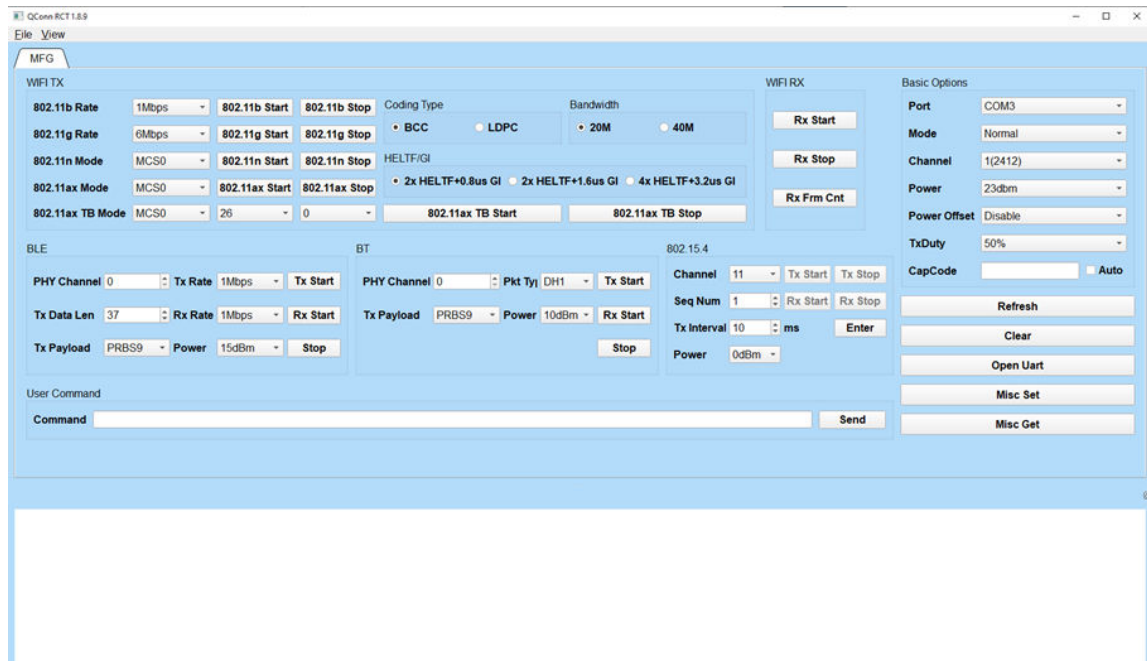 QConn RCT 1.8.9
File View
MFG
WIFI TX
802.11b Rate 1Mbps 802.11b Start 802.11b Stop
802.11g Rate 6Mbps 802.11g Start 802.11g Stop
802.11n Mode MCS0 802.11n Start 802.11n Stop
802.11ax Mode MCS0 802.11ax Start 802.11ax Stop
802.11ax TB Mode MCS0 26 0 802.11ax TB Start 802.11ax TB Stop
Coding Type
BCC LDPC
Bandwidth
20M 40M
HELTF/GI
2x HELTF+0.8us GI 2x HELTF+1.6us GI 4x HELTF+3.2us GI
WIFI RX
Rx Start
Rx Stop
Rx Frm Cnt
Basic Options
Port COM3
Mode Normal
Channel 1(2412)
Power 23dbm
Power Offset Disable
TxDuty 50%
CapCode Auto
Refresh
Clear
Open Uart
Misc Set
Misc Get
BLE
PHY Channel 0 Tx Rate 1Mbps Tx Start
Tx Data Len 37 Rx Rate 1Mbps Rx Start
Tx Payload PRBS9 Power 15dBm Stop
BT
PHY Channel 0 Pkt Ty DH1 Tx Start
Tx Payload PRBS9 Power 10dBm Rx Start
Stop
802.15.4
Channel 11 Tx Start Tx Stop
Seq Num 1 Rx Start Rx Stop
Tx Interval 10 ms Enter
Power 0dBm
User Command
Command Send